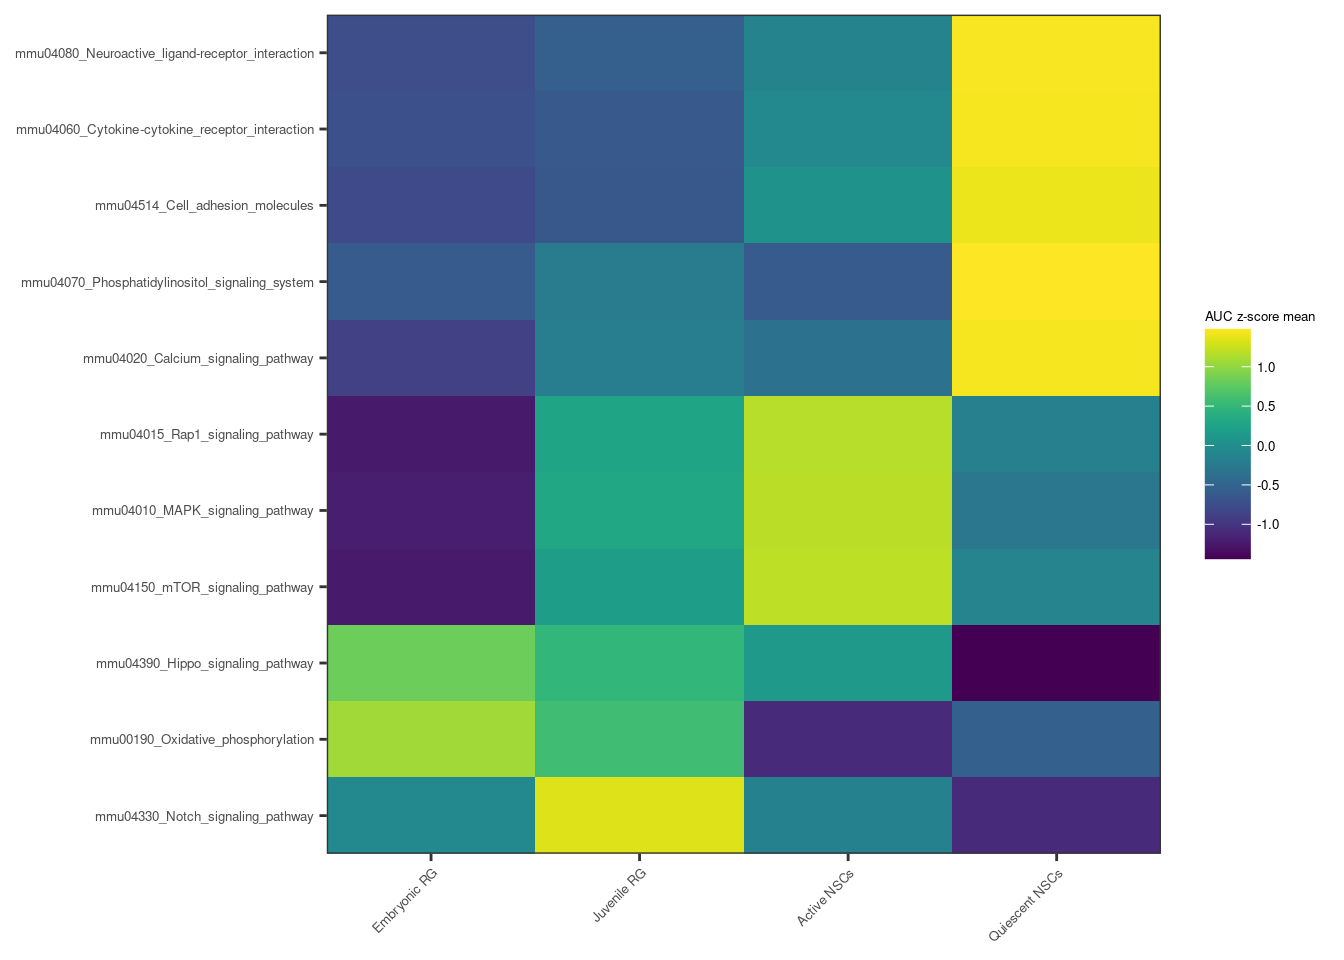 mmu04080_Neuroactive_ligand-receptor_interaction
mmu04060_Cytokine-cytokine_receptor_interaction
mmu04514_Cell_adhesion_molecules
mmu04070_Phosphatidylinositol_signaling_system
mmu04020_Calcium_signaling_pathway
mmu04015_Rap1_signaling_pathway
mmu04010_MAPK_signaling_pathway
mmu04150_mTOR_signaling_pathway
mmu04390_Hippo_signaling_pathway
mmu00190_Oxidative_phosphorylation
mmu04330_Notch_signaling_pathway
Embryonic RG
Juvenile RG
Active NSCs
Quiescent NSCs
AUC z-score mean
1.0
0.5
0.0
-0.5
-1.0